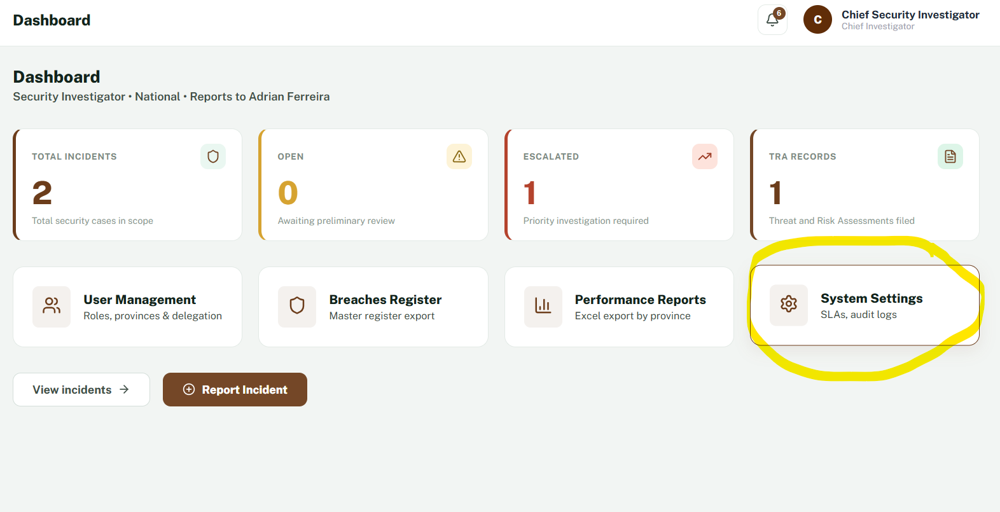 Dashboard
6
C
Chief Security Investigator
Chief Investigator
Dashboard
Security Investigator • National • Reports to Adrian Ferreira
TOTAL INCIDENTS
2
Total security cases in scope
OPEN
0
Awaiting preliminary review
ESCALATED
1
Priority investigation required
TRA RECORDS
1
Threat and Risk Assessments filed
User Management
Roles, provinces & delegation
Breaches Register
Master register export
Performance Reports
Excel export by province
System Settings
SLAs, audit logs
View incidents →
Report Incident